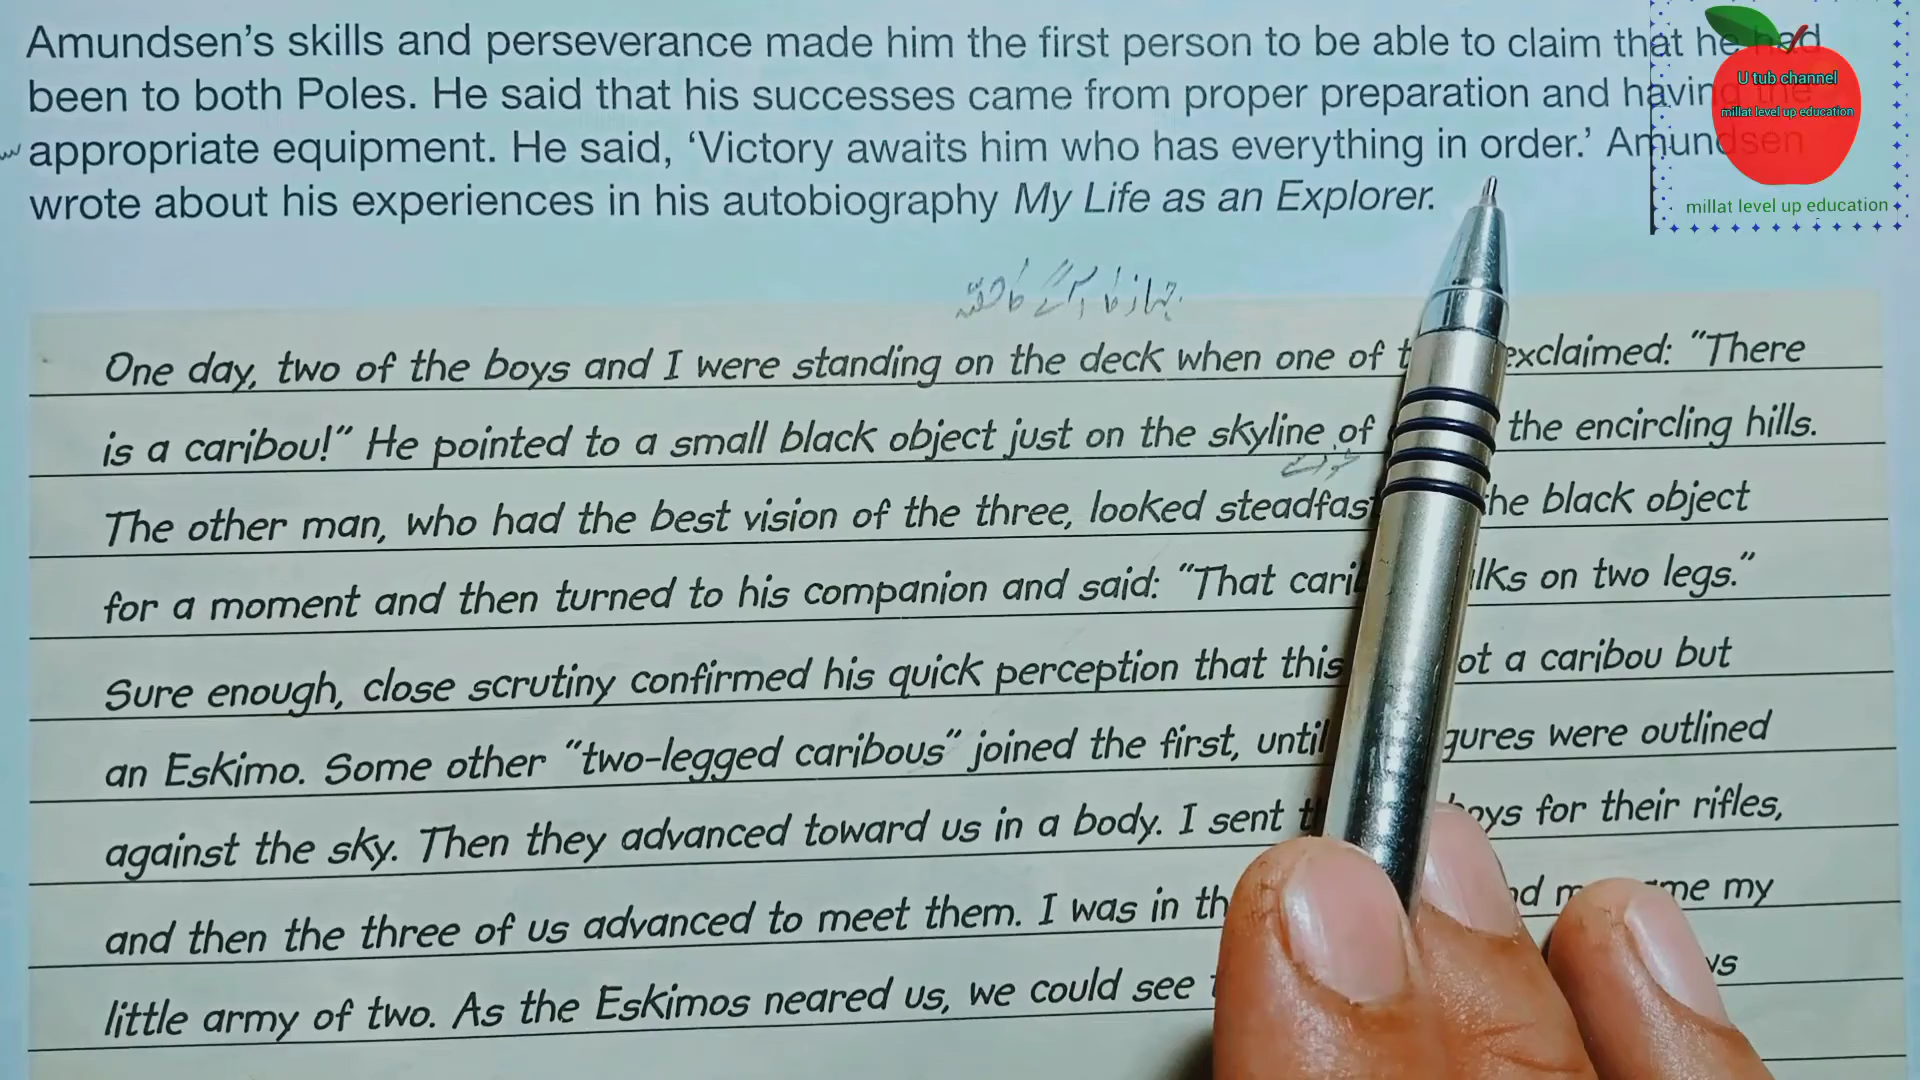 Amundsen's skills and perseverance made him the first person to be able to claim that he had
been to both Poles. He said that his successes came from proper preparation and having the
appropriate equipment. He said, 'Victory awaits him who has everything in order.' Amundsen
wrote about his experiences in his autobiography My Life as an Explorer.
U tub channel
millat level up education
millat level up education
One day, two of the boys and I were standing on the deck when one of exclaimed: "There
is a caribou!" He pointed to a small black object just on the skyline of the encircling hills.
The other man, who had the best vision of the three, looked the black object
for a moment and then turned to his companion and said: "That on two legs."
Sure enough, close scrutiny confirmed his quick perception that this a caribou but
an Eskimo. Some other "two-legged caribous" joined the first, until were outlined
against the sky. Then they advanced toward us in a body. I sent for their rifles,
and then the three of us advanced to meet them. I was in my
little army of two. As the Eskimos neared us, we could see